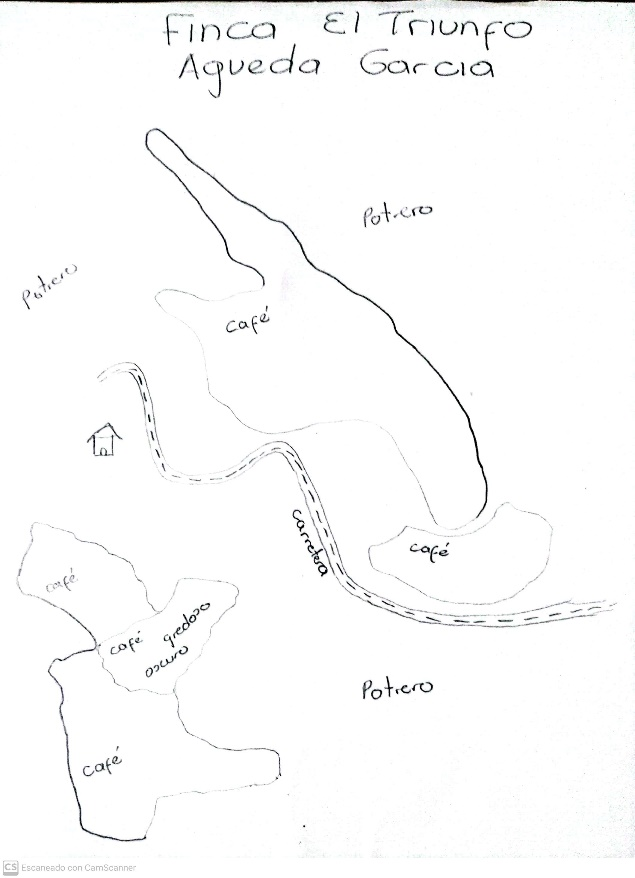 Finca El Triunfo
Agueda Garcia
Potrero
Potrero
café
carretera
café
café
café gredoso
oscuro
Potrero
café
CS Escaneado con CamScanner